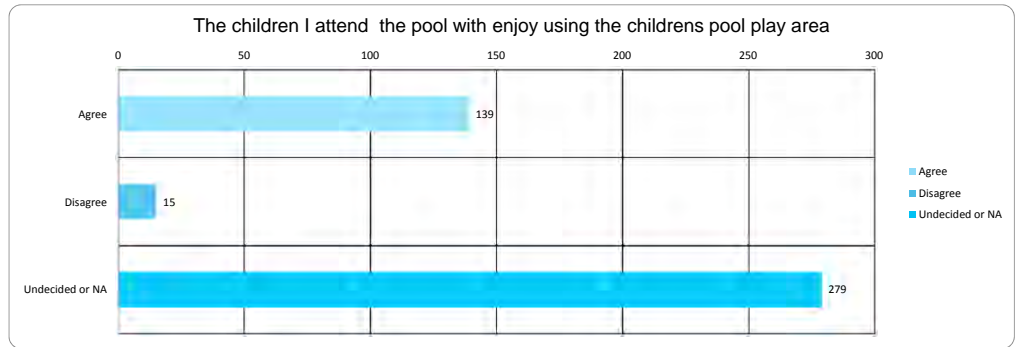 The children I attend  the pool with enjoy using the childrens pool play area
0 50 100 150 200 250 300
Agree 139
Disagree 15
Undecided or NA 279
Agree
Disagree
Undecided or NA